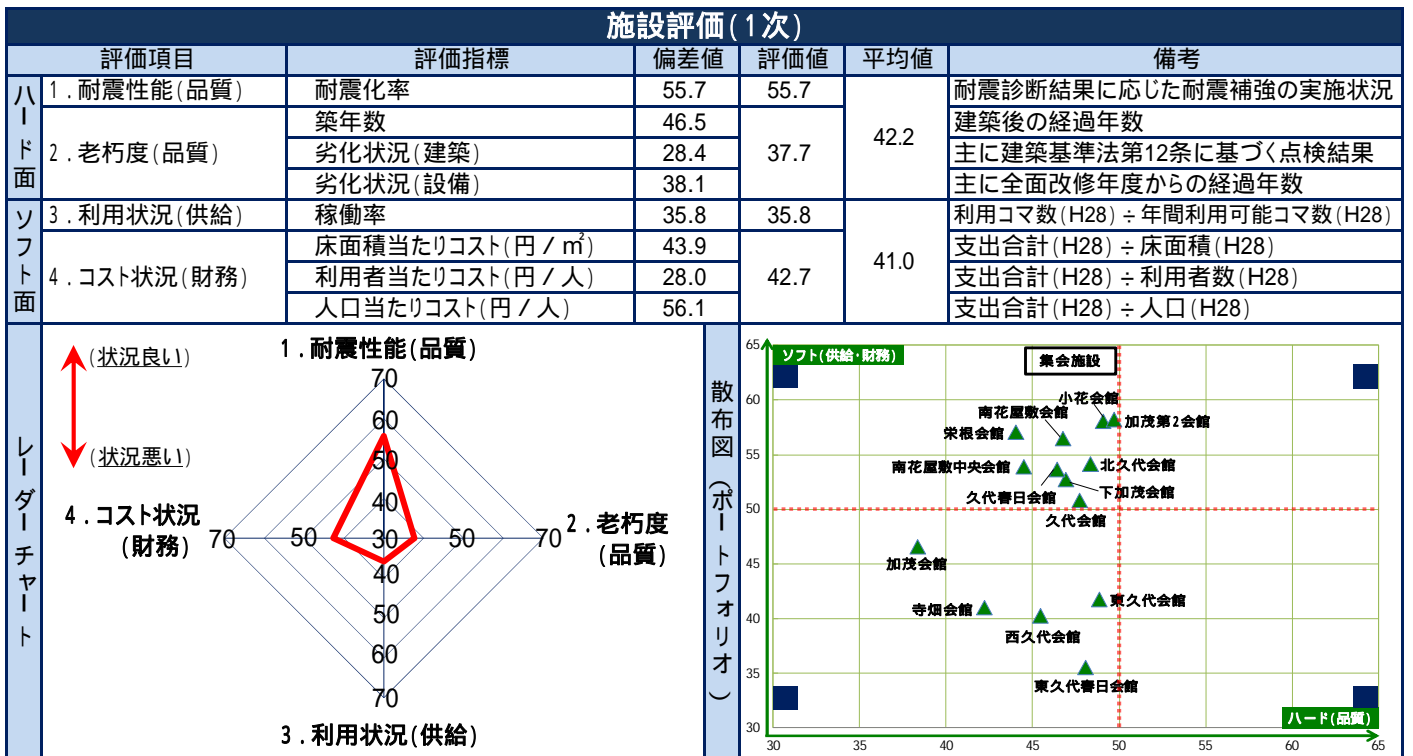 施設評価(1次)
評価項目 評価指標 偏差値 評価値 平均値 備考
ハード面
1．耐震性能(品質) 耐震化率 55.7 55.7 42.2 耐震診断結果に応じた耐震補強の実施状況
2．老朽度(品質) 築年数 46.5 37.7 建築後の経過年数
劣化状況(建築) 28.4 主に建築基準法第12条に基づく点検結果
劣化状況(設備) 38.1 主に全面改修年度からの経過年数
ソフト面
3．利用状況(供給) 稼働率 35.8 35.8 41.0 利用コマ数(H28)÷年間利用可能コマ数(H28)
4．コスト状況(財務) 床面積当たりコスト(円／㎡) 43.9 42.7 支出合計(H28)÷床面積(H28)
利用者当たりコスト(円／人) 28.0 支出合計(H28)÷利用者数(H28)
人口当たりコスト(円／人) 56.1 支出合計(H28)÷人口(H28)
レーダーチャート
(状況良い)
(状況悪い)
1．耐震性能(品質)
70
60
50
40
30
40
50
60
70
70 50
50 70
2．老朽度
(品質)
3．利用状況(供給)
4．コスト状況
(財務)
散布図(ポートフォリオ)
ソフト(供給・財務)
集会施設
小花会館
南花屋敷会館
加茂第2会館
栄根会館
南花屋敷中央会館
北久代会館
久代春日会館
下加茂会館
久代会館
加茂会館
寺畑会館
東久代会館
西久代会館
東久代春日会館
ハード(品質)
65
60
55
50
45
40
35
30
30 35 40 45 50 55 60 65